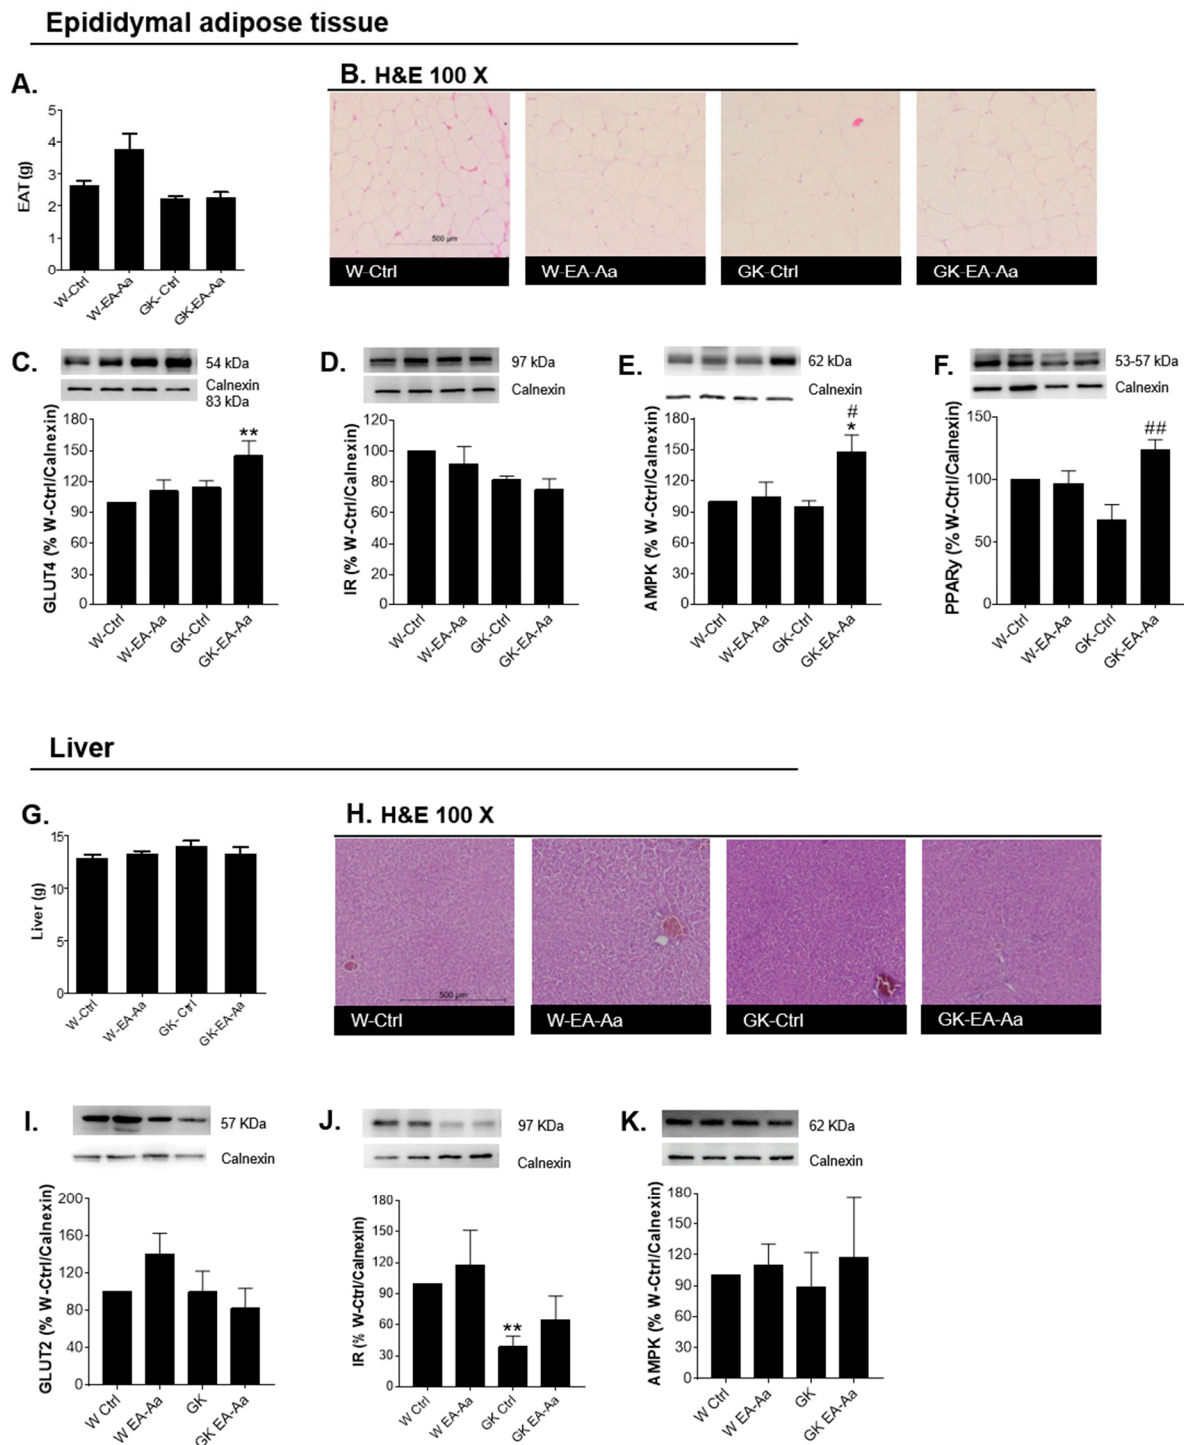 Epididymal adipose tissue
A.
EAT (g)
5
4
3
2
1
0
W-Ctrl
W-EA-Aa
GK- Ctrl
GK-EA-Aa
B. H&E 100 X
500 µm
W-Ctrl
W-EA-Aa
GK-Ctrl
GK-EA-Aa
C.
54 kDa
Calnexin
83 kDa
GLUT4 (% W-Ctrl/Calnexin)
180
150
120
90
60
30
0
**
W-Ctrl
W-EA-Aa
GK-Ctrl
GK-EA-Aa
D.
97 kDa
Calnexin
IR (% W-Ctrl/Calnexin)
120
100
80
60
40
20
0
W-Ctrl
W-EA-Aa
GK-Ctrl
GK-EA-Aa
E.
62 kDa
Calnexin
AMPK (% W-Ctrl/Calnexin)
180
150
120
90
60
30
0
#
*
W-Ctrl
W-EA-Aa
GK-Ctrl
GK-EA-Aa
F.
53-57 kDa
Calnexin
PPARy (% W-Ctrl/Calnexin)
150
100
50
0
##
W-Ctrl
W-EA-Aa
GK-Ctrl
GK-EA-Aa
Liver
G.
Liver (g)
15
10
5
0
W-Ctrl
W-EA-Aa
GK- Ctrl
GK-EA-Aa
H. H&E 100 X
500 µm
W-Ctrl
W-EA-Aa
GK-Ctrl
GK-EA-Aa
I.
57 KDa
Calnexin
GLUT2 (% W-Ctrl/Calnexin)
200
160
120
80
40
0
W Ctrl
W EA-Aa
GK
GK EA-Aa
J.
97 KDa
Calnexin
IR (% W-Ctrl/Calnexin)
180
150
120
90
60
30
0
**
W Ctrl
W EA-Aa
GK Ctrl
GK EA-Aa
K.
62 KDa
Calnexin
AMPK (% W-Ctrl/Calnexin)
180
150
120
90
60
30
0
W Ctrl
W EA-Aa
GK
GK EA-Aa